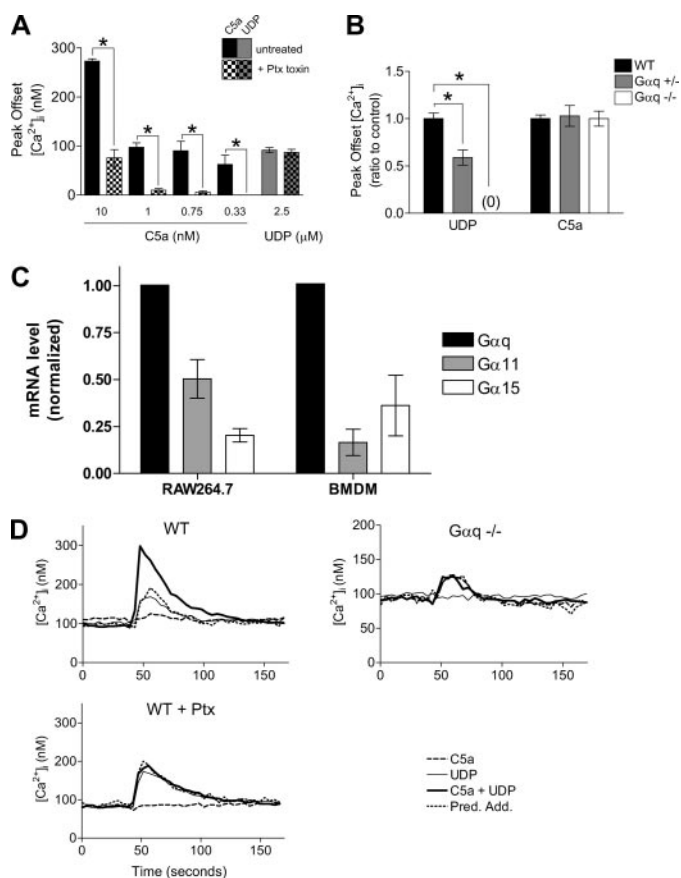 A
C5a
UDP
untreated
+ Ptx toxin
Peak Offset
[Ca2+]i (nM)
300
200
100
0
*
*
*
*
10
1
0.75
0.33
2.5
C5a (nM)
UDP (μM)
B
WT
Gαq +/-
Gαq -/-
Peak Offset [Ca2+]i
(ratio to control)
1.5
1.0
0.5
0.0
*
*
(0)
UDP
C5a
C
mRNA level
(normalized)
1.00
0.75
0.50
0.25
0.00
Gαq
Gα11
Gα15
RAW264.7
BMDM
D
WT
[Ca2+]i (nM)
300
200
100
0
0
50
100
150
Gαq -/-
[Ca2+]i (nM)
200
150
100
50
0
0
50
100
150
WT + Ptx
[Ca2+]i (nM)
300
200
100
0
0
50
100
150
Time (seconds)
C5a
UDP
C5a + UDP
Pred. Add.